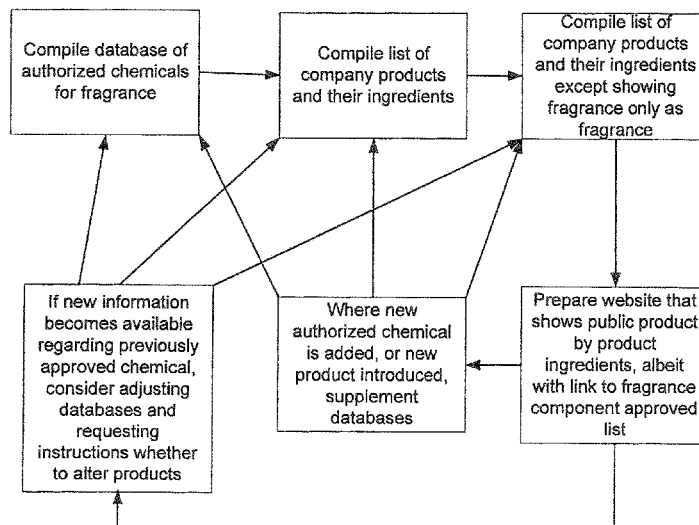 Compile database of
authorized chemicals
for fragrance
Compile list of
company products
and their ingredients
Compile list of
company products
and their ingredients
except showing
fragrance only as
fragrance
If new information
becomes available
regarding previously
approved chemical,
consider adjusting
databases and
requesting
instructions whether
to alter products
Where new
authorized chemical
is added, or new
product introduced,
supplement
databases
Prepare website that
shows public product
by product
ingredients, albeit
with link to fragrance
component approved
list